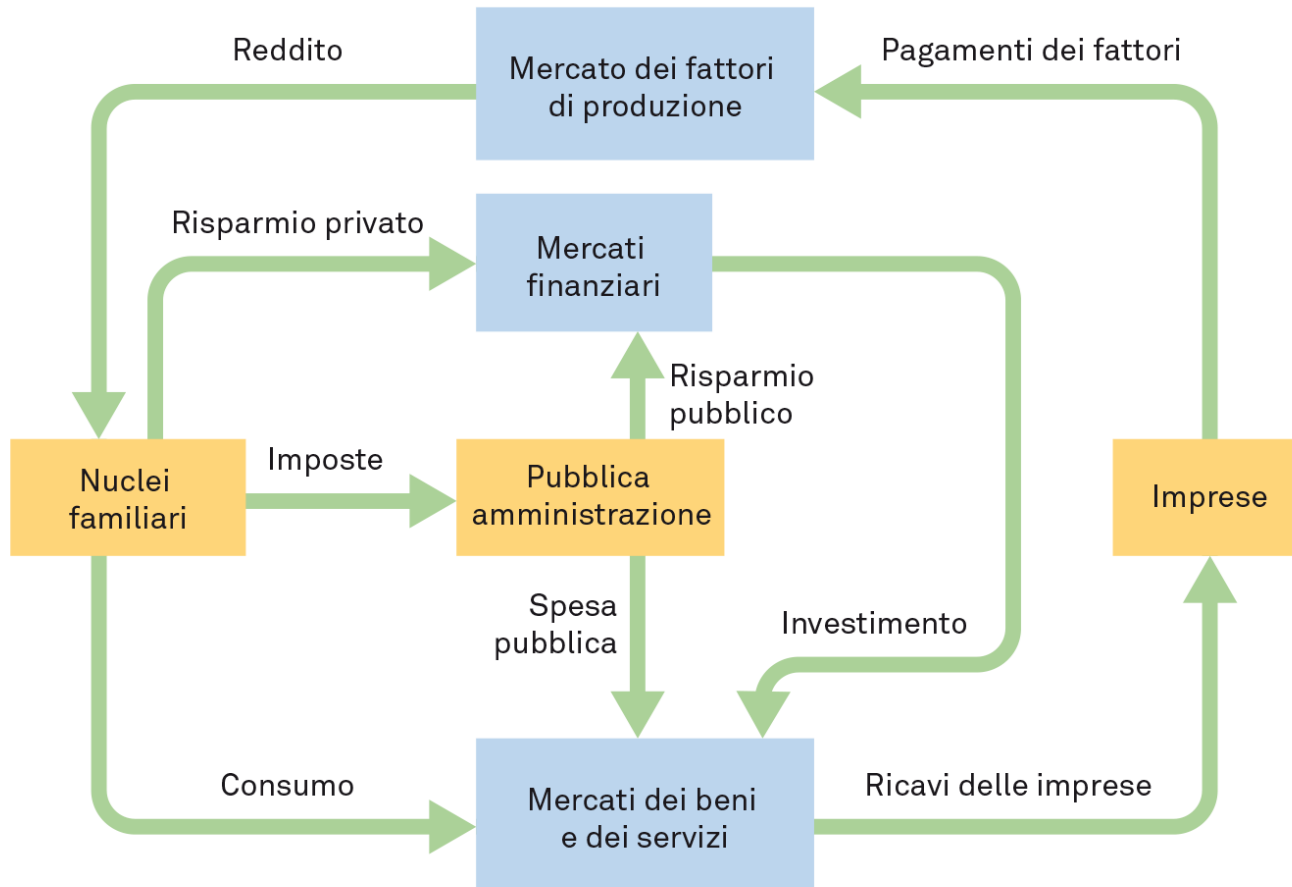 Reddito
Mercato dei fattori
di produzione
Pagamenti dei fattori
Risparmio privato
Mercati
finanziari
Risparmio
pubblico
Nuclei
familiari
Imposte
Pubblica
amministrazione
Imprese
Spesa
pubblica
Investimento
Consumo
Mercati dei beni
e dei servizi
Ricavi delle imprese